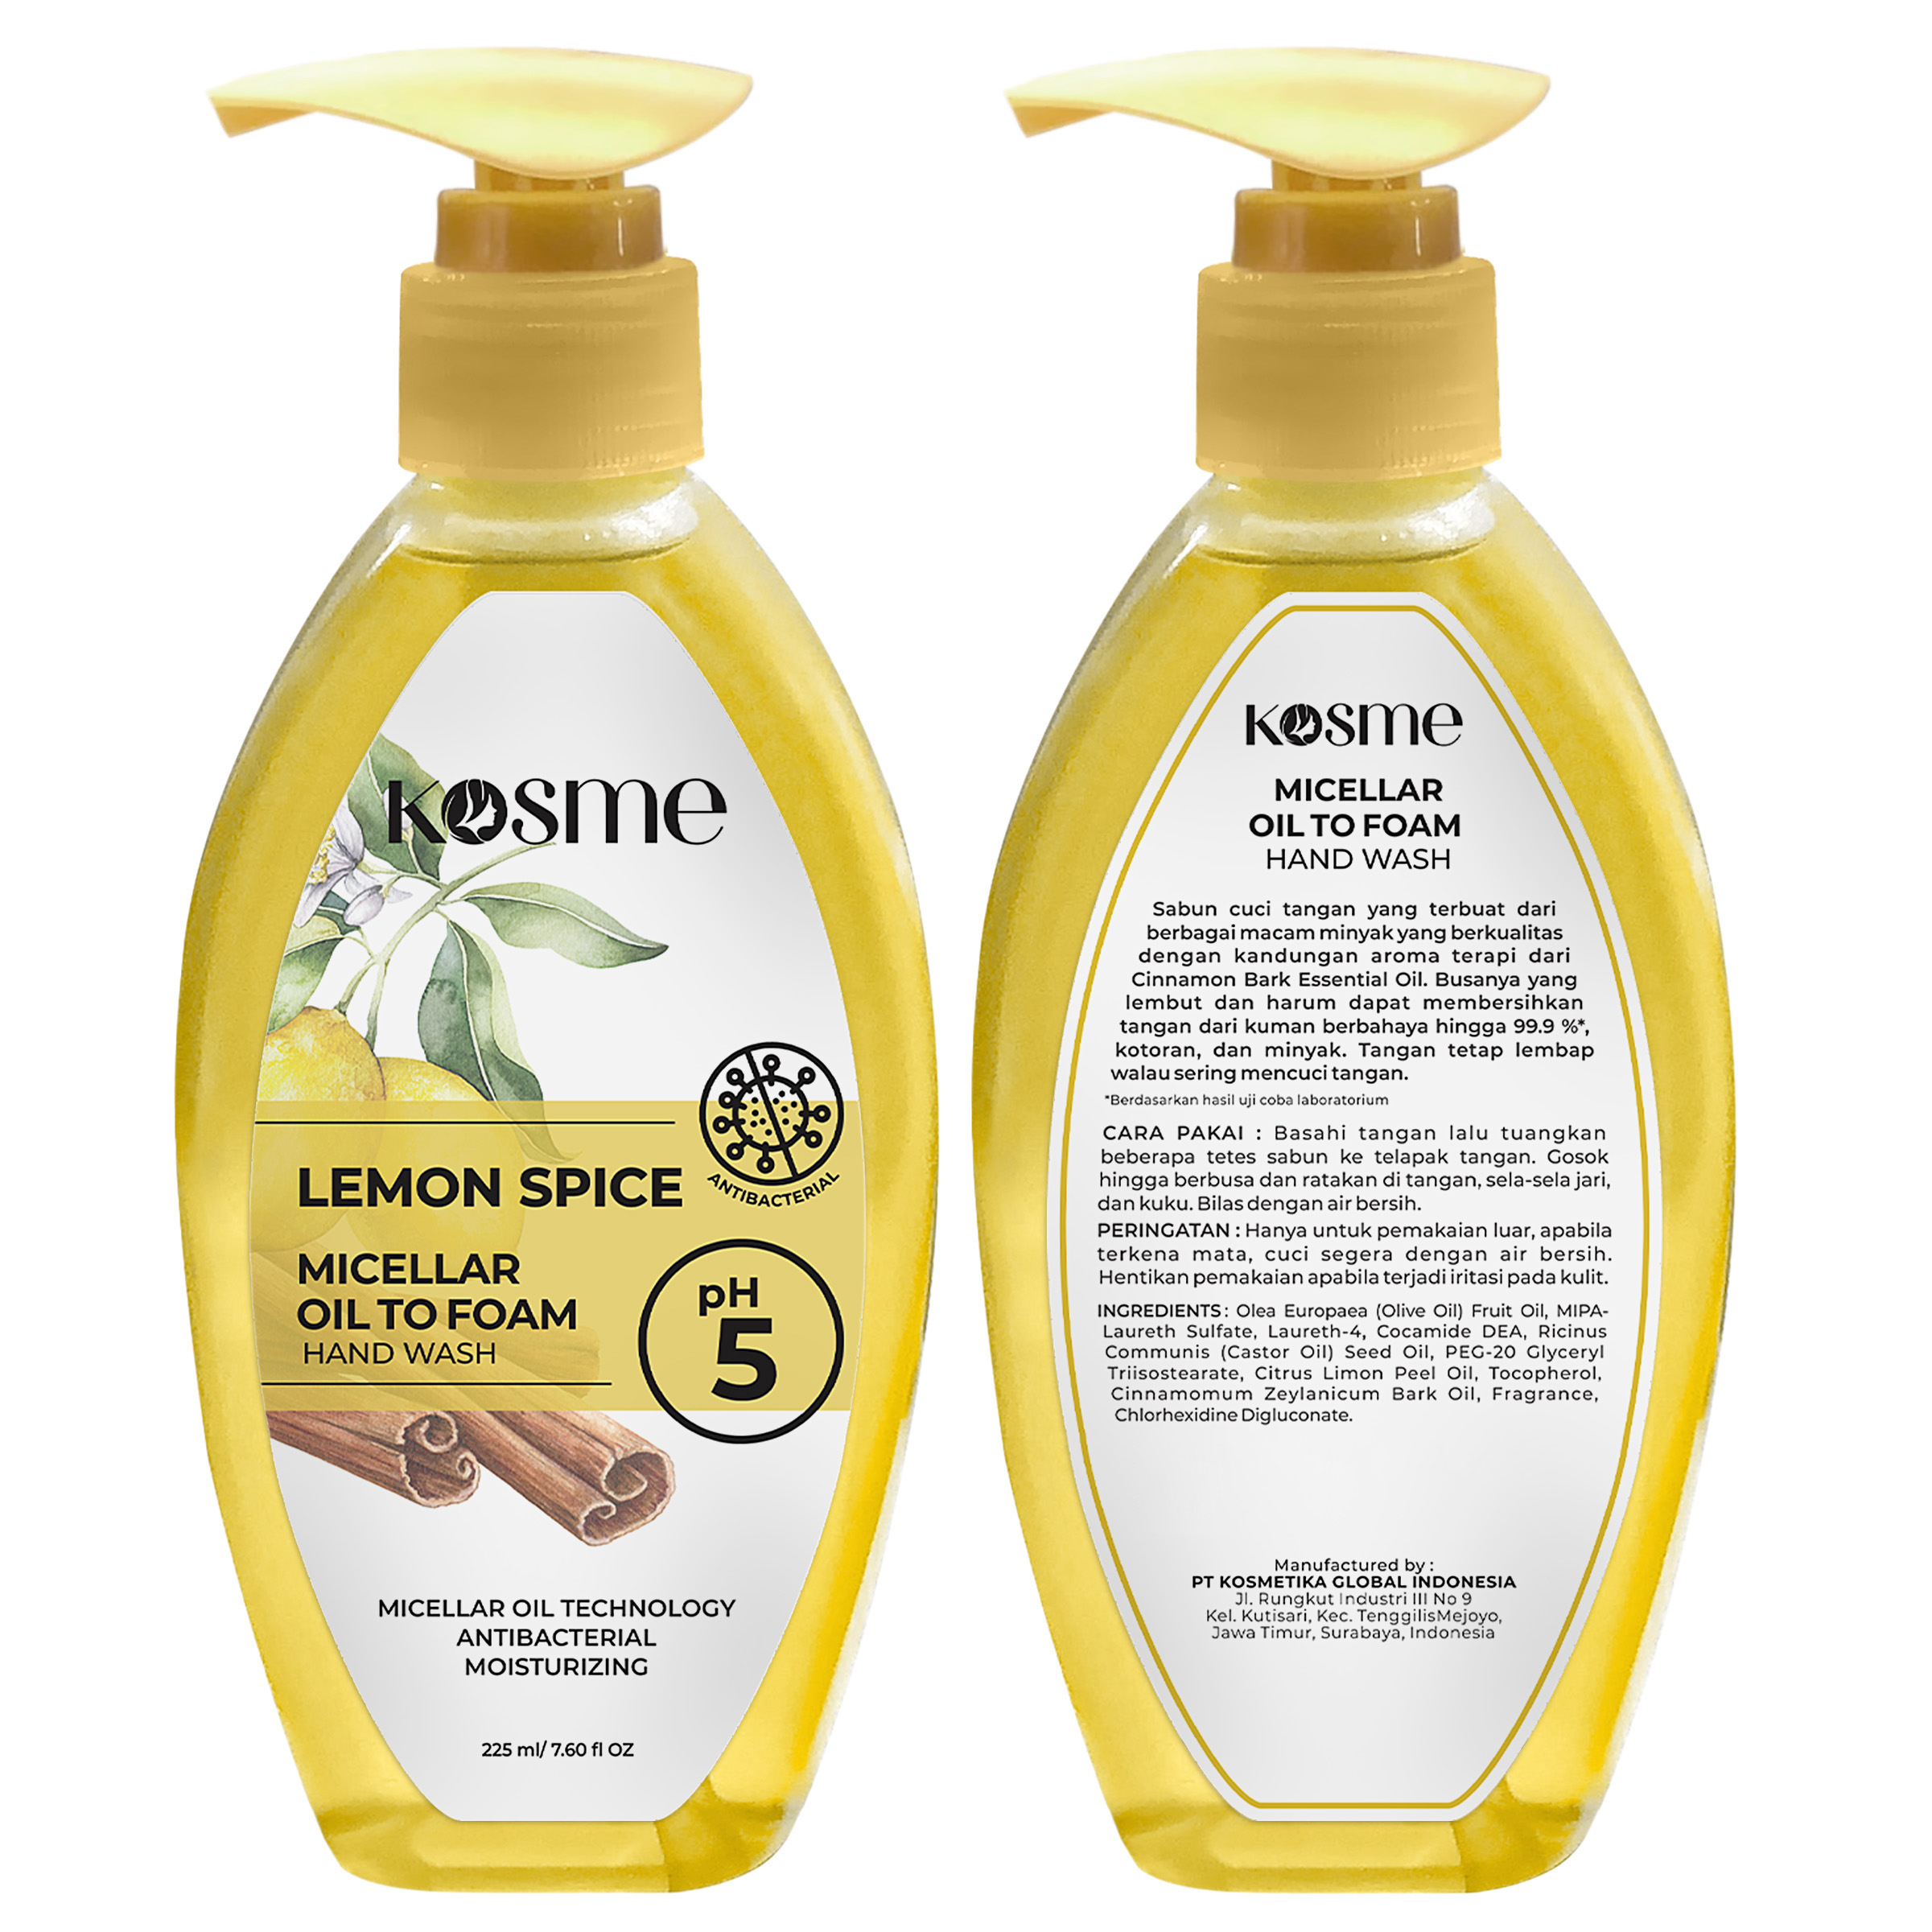 Kosme
ANTIBACTERIAL
LEMON SPICE
MICELLAR
OIL TO FOAM
HAND WASH
pH
5
MICELLAR OIL TECHNOLOGY
ANTIBACTERIAL
MOISTURIZING
225 ml/ 7.60 fl OZ
Kosme
MICELLAR
OIL TO FOAM
HAND WASH
Sabun cuci tangan yang terbuat dari
berbagai macam minyak yang berkualitas
dengan kandungan aroma terapi dari
Cinnamon Bark Essential Oil. Busanya yang
lembut dan harum dapat membersihkan
tangan dari kuman berbahaya hingga 99.9 %*,
kotoran, dan minyak. Tangan tetap lembap
walau sering mencuci tangan.
*Berdasarkan hasil uji coba laboratorium
CARA PAKAI : Basahi tangan lalu tuangkan
beberapa tetes sabun ke telapak tangan. Gosok
hingga berbusa dan ratakan di tangan, sela-sela jari,
dan kuku. Bilas dengan air bersih.
PERINGATAN : Hanya untuk pemakaian luar, apabila
terkena mata, cuci segera dengan air bersih.
Hentikan pemakaian apabila terjadi iritasi pada kulit.
INGREDIENTS: Olea Europaea (Olive Oil) Fruit Oil, MIPA-
Laureth Sulfate, Laureth-4, Cocamide DEA, Ricinus
Communis (Castor Oil) Seed Oil, PEG-20 Glyceryl
Triisostearate, Citrus Limon Peel Oil, Tocopherol,
Cinnamomum Zeylanicum Bark Oil, Fragrance,
Chlorhexidine Digluconate.
Manufactured by :
PT KOSMETIKA GLOBAL INDONESIA
Jl. Rungkut Industri III No 9
Kel. Kutisari, Kec. TenggilisMejoyo,
Jawa Timur, Surabaya, Indonesia